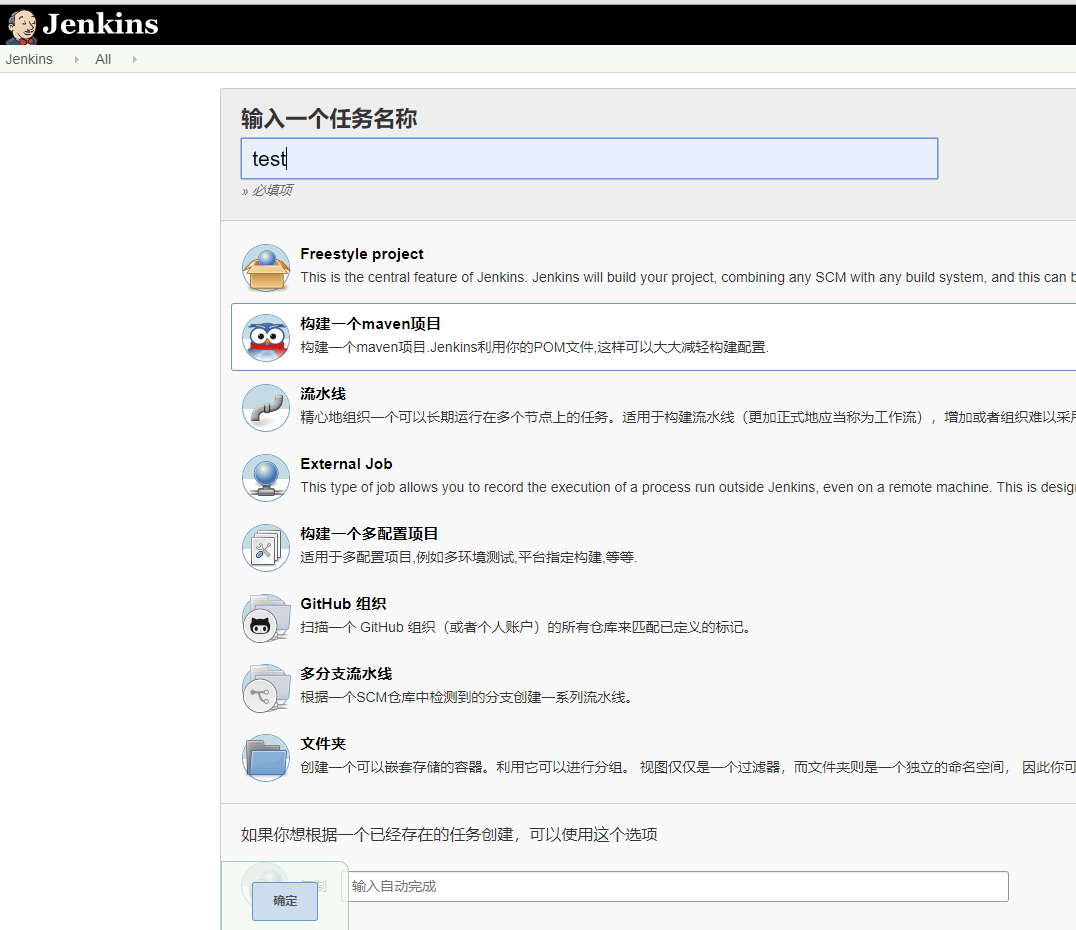 Jenkins
Jenkins All
输入一个任务名称
test
» 必填项
Freestyle project
This is the central feature of Jenkins. Jenkins will build your project, combining any SCM with any build system, and this can b
构建一个maven项目
构建一个maven项目.Jenkins利用你的POM文件,这样可以大大减轻构建配置.
流水线
精心地组织一个可以长期运行在多个节点上的任务。适用于构建流水线（更加正式地应当称为工作流），增加或者组织难以采用
External Job
This type of job allows you to record the execution of a process run outside Jenkins, even on a remote machine. This is desig
构建一个多配置项目
适用于多配置项目,例如多环境测试,平台指定构建,等等.
GitHub 组织
扫描一个 GitHub 组织（或者个人账户）的所有仓库来匹配已定义的标记。
多分支流水线
根据一个SCM仓库中检测到的分支创建一系列流水线。
文件夹
创建一个可以嵌套存储的容器。利用它可以进行分组。 视图仅仅是一个过滤器，而文件夹则是一个独立的命名空间， 因此你可
如果你想根据一个已经存在的任务创建，可以使用这个选项
输入自动完成
确定